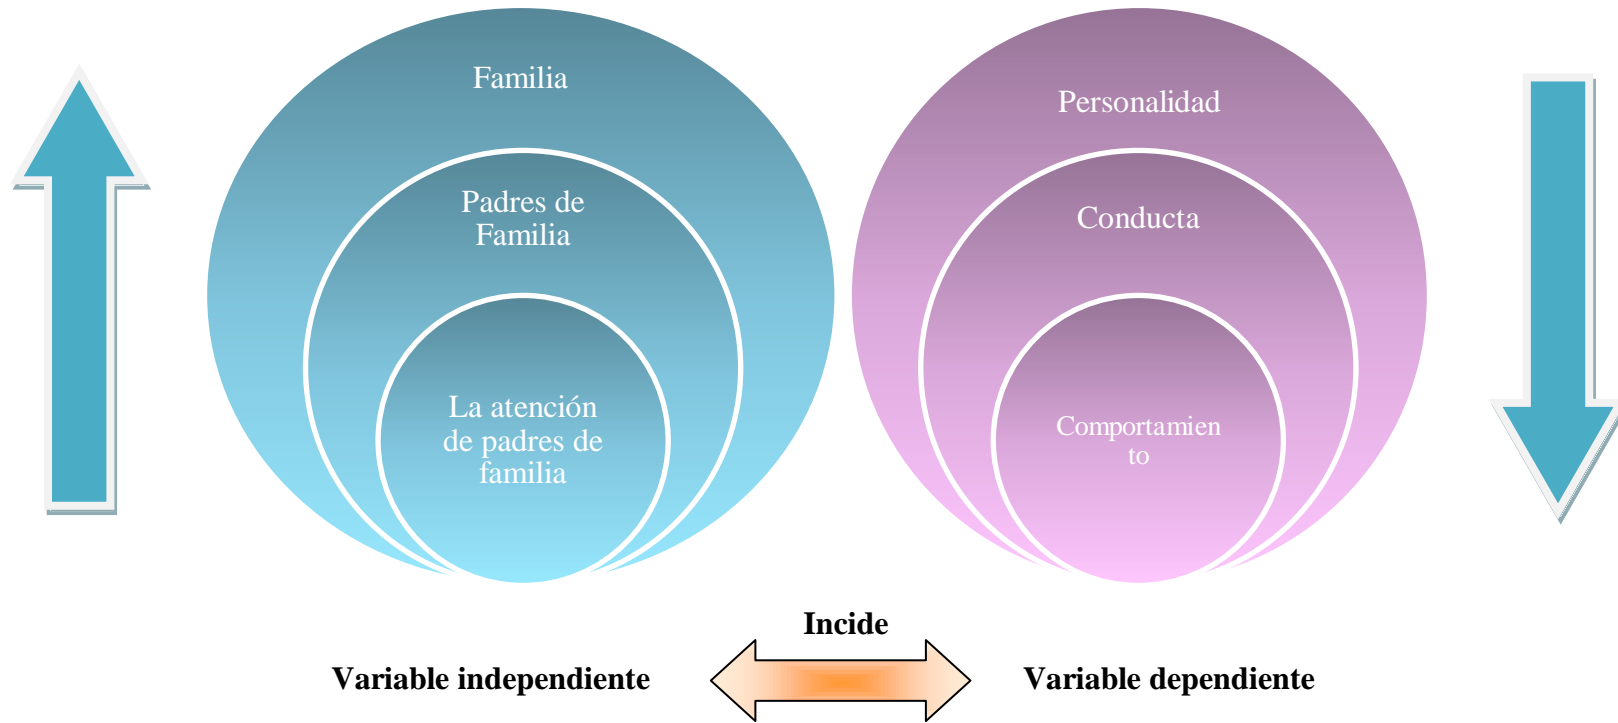 Familia
Padres de
Familia
La atención
de padres de
familia
Personalidad
Conducta
Comportamien
to
Incide
Variable independiente
Variable dependiente